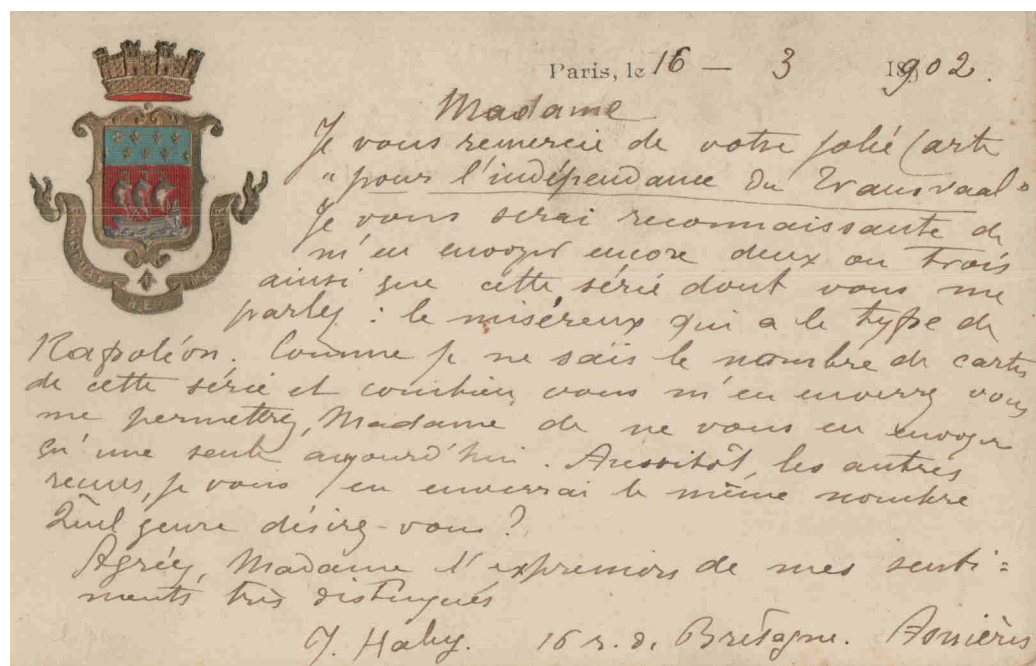 Paris, le 16 — 3 1902.
Madame
Je vous remercie de votre jolie carte
"pour l'indépendance du Transvaal"
Je vous serai reconnaissante de
m'en envoyer encore deux ou trois
ainsi que cette série dont vous me
parlez : le miséreux qui a le type de
Napoléon. Comme je ne sais le nombre de cartes
de cette série et combien vous m'en enverrez vous
me permettrez, Madame de ne vous en envoyer
qu'une seule aujourd'hui. Aussitôt, les autres
reçues, je vous en enverrai le même nombre
Quel genre désirez-vous?
Agréez, Madame l'expression de mes senti=
ments très distingués
J. Haby. 16 r. de Bretagne. Asnières
NEC